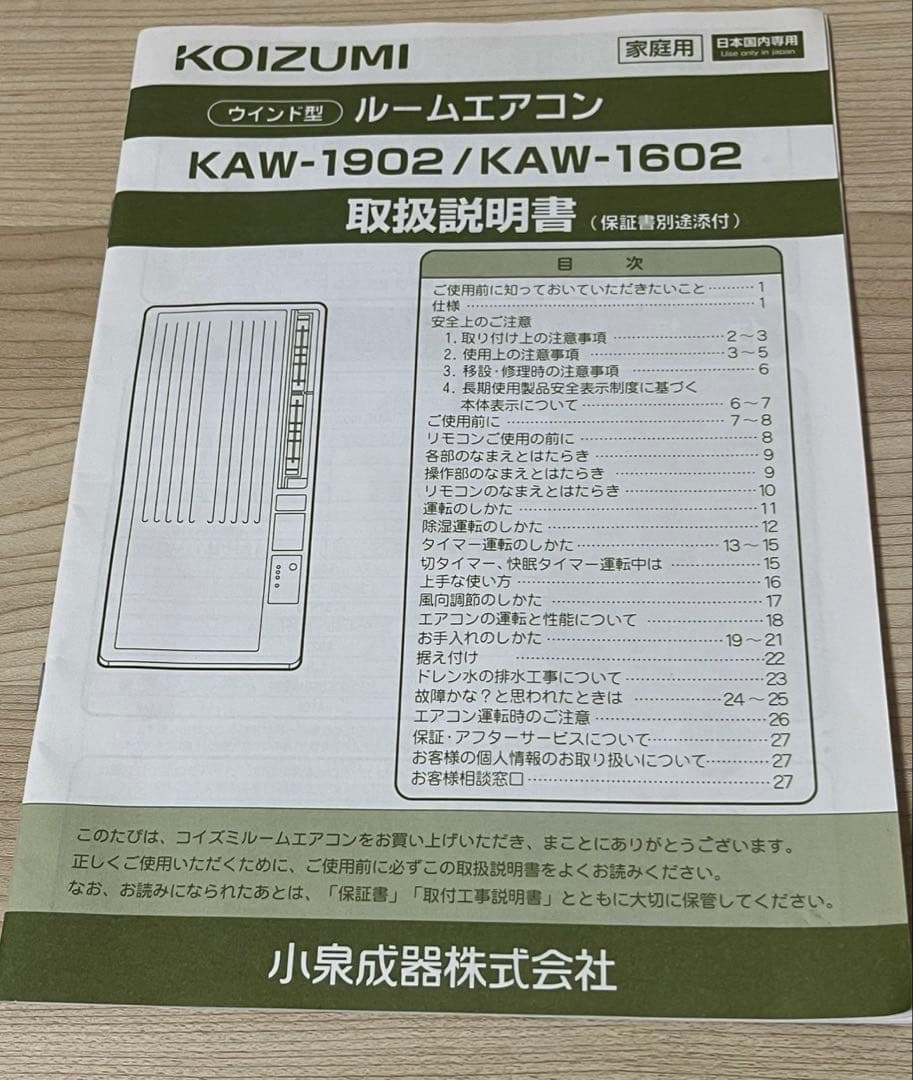 KOIZUMI
家庭用
日本国内専用
Use only in Japan
ウインド型 ルームエアコン
KAW-1902/KAW-1602
取扱説明書(保証書別途添付)
目 次
ご使用前に知っておいていただきたいこと………1
仕様………1
安全上のご注意
1. 取り付け上の注意事項………2～3
2. 使用上の注意事項………3～5
3. 移設・修理時の注意事項………6
4. 長期使用製品安全表示制度に基づく
本体表示について………6～7
ご使用前に………7～8
リモコンご使用の前に………8
各部のなまえとはたらき………9
操作部のなまえとはたらき………9
リモコンのなまえとはたらき………10
運転のしかた………11
除湿運転のしかた………12
タイマー運転のしかた………13～15
切タイマー、快眠タイマー運転中は………15
上手な使い方………16
風向調節のしかた………17
エアコンの運転と性能について………18
お手入れのしかた………19～21
据え付け………22
ドレン水の排水工事について………23
故障かな？と思われたときは………24～25
エアコン運転時のご注意………26
保証・アフターサービスについて………27
お客様の個人情報のお取り扱いについて………27
お客様相談窓口………27
このたびは、コイズミルームエアコンをお買い上げいただき、まことにありがとうございます。
正しくご使用いただくために、ご使用前に必ずこの取扱説明書をよくお読みください。
なお、お読みになられたあとは、「保証書」「取付工事説明書」とともに大切に保管してください。
小泉成器株式会社